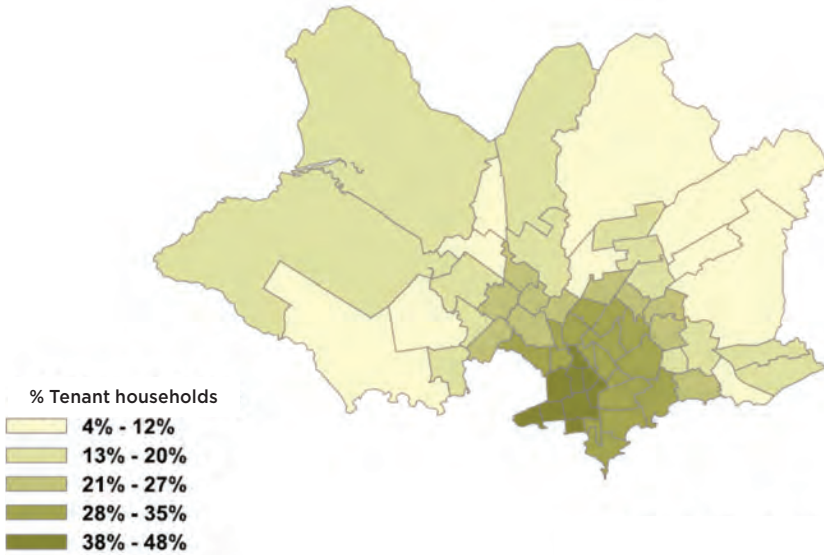 % Tenant households
4% - 12%
13% - 20%
21% - 27%
28% - 35%
38% - 48%